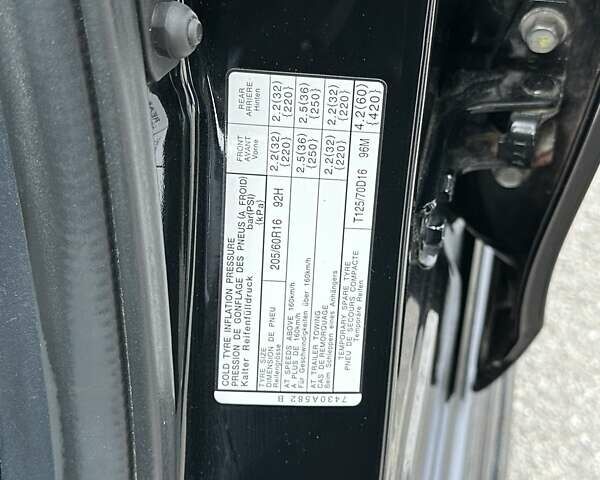 COLD TYRE INFLATION PRESSURE
PRESSION DE GONFLAGE DES PNEUS (A FROID)
Kalter Reifenfülldruck
bar(PSI)
{kPa}
FRONT
AVANT
Vorne
REAR
ARRIÈRE
Hinten
TYRE SIZE
DIMENSION DE PNEU
Reifengrösse
205/60R16 92H
2,2(32)
{220}
2,2(32)
{220}
AT SPEEDS ABOVE 160km/h
A PLUS DE 160km/h
Für Geschwindigkeiten über 160km/h
2,5(36)
{250}
2,5(36)
{250}
AT TRAILER TOWING
CAS DE REMORQUAGE
Beim Schleppen eines Anhängers
2,2(32)
{220}
2,2(32)
{220}
TEMPORARY SPARE TYRE
PNEU DE SECOURS COMPACTE
Temporäre Reifen
T125/70D16 96M
4,2(60)
{420}
7430A582 B